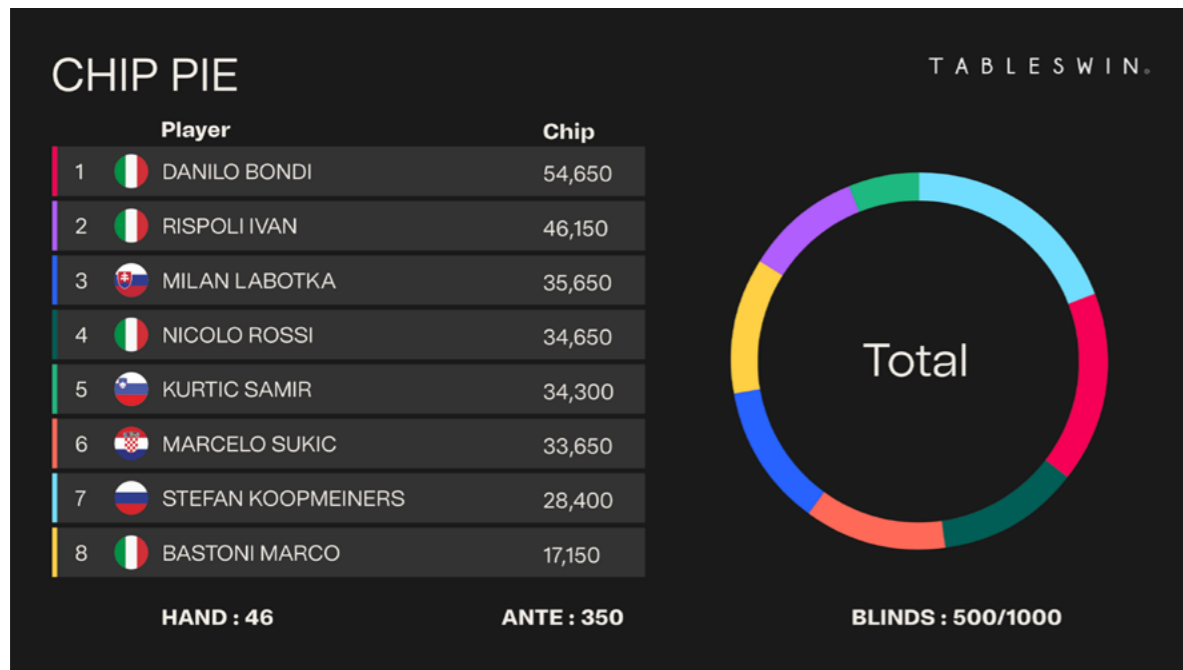 CHIP PIE
TABLESWIN®
Player Chip
1 DANILO BONDI 54,650
2 RISPOLI IVAN 46,150
3 MILAN LABOTKA 35,650
4 NICOLO ROSSI 34,650
5 KURTIC SAMIR 34,300
6 MARCELO SUKIC 33,650
7 STEFAN KOOPMEINERS 28,400
8 BASTONI MARCO 17,150
Total
HAND : 46 ANTE : 350 BLINDS : 500/1000